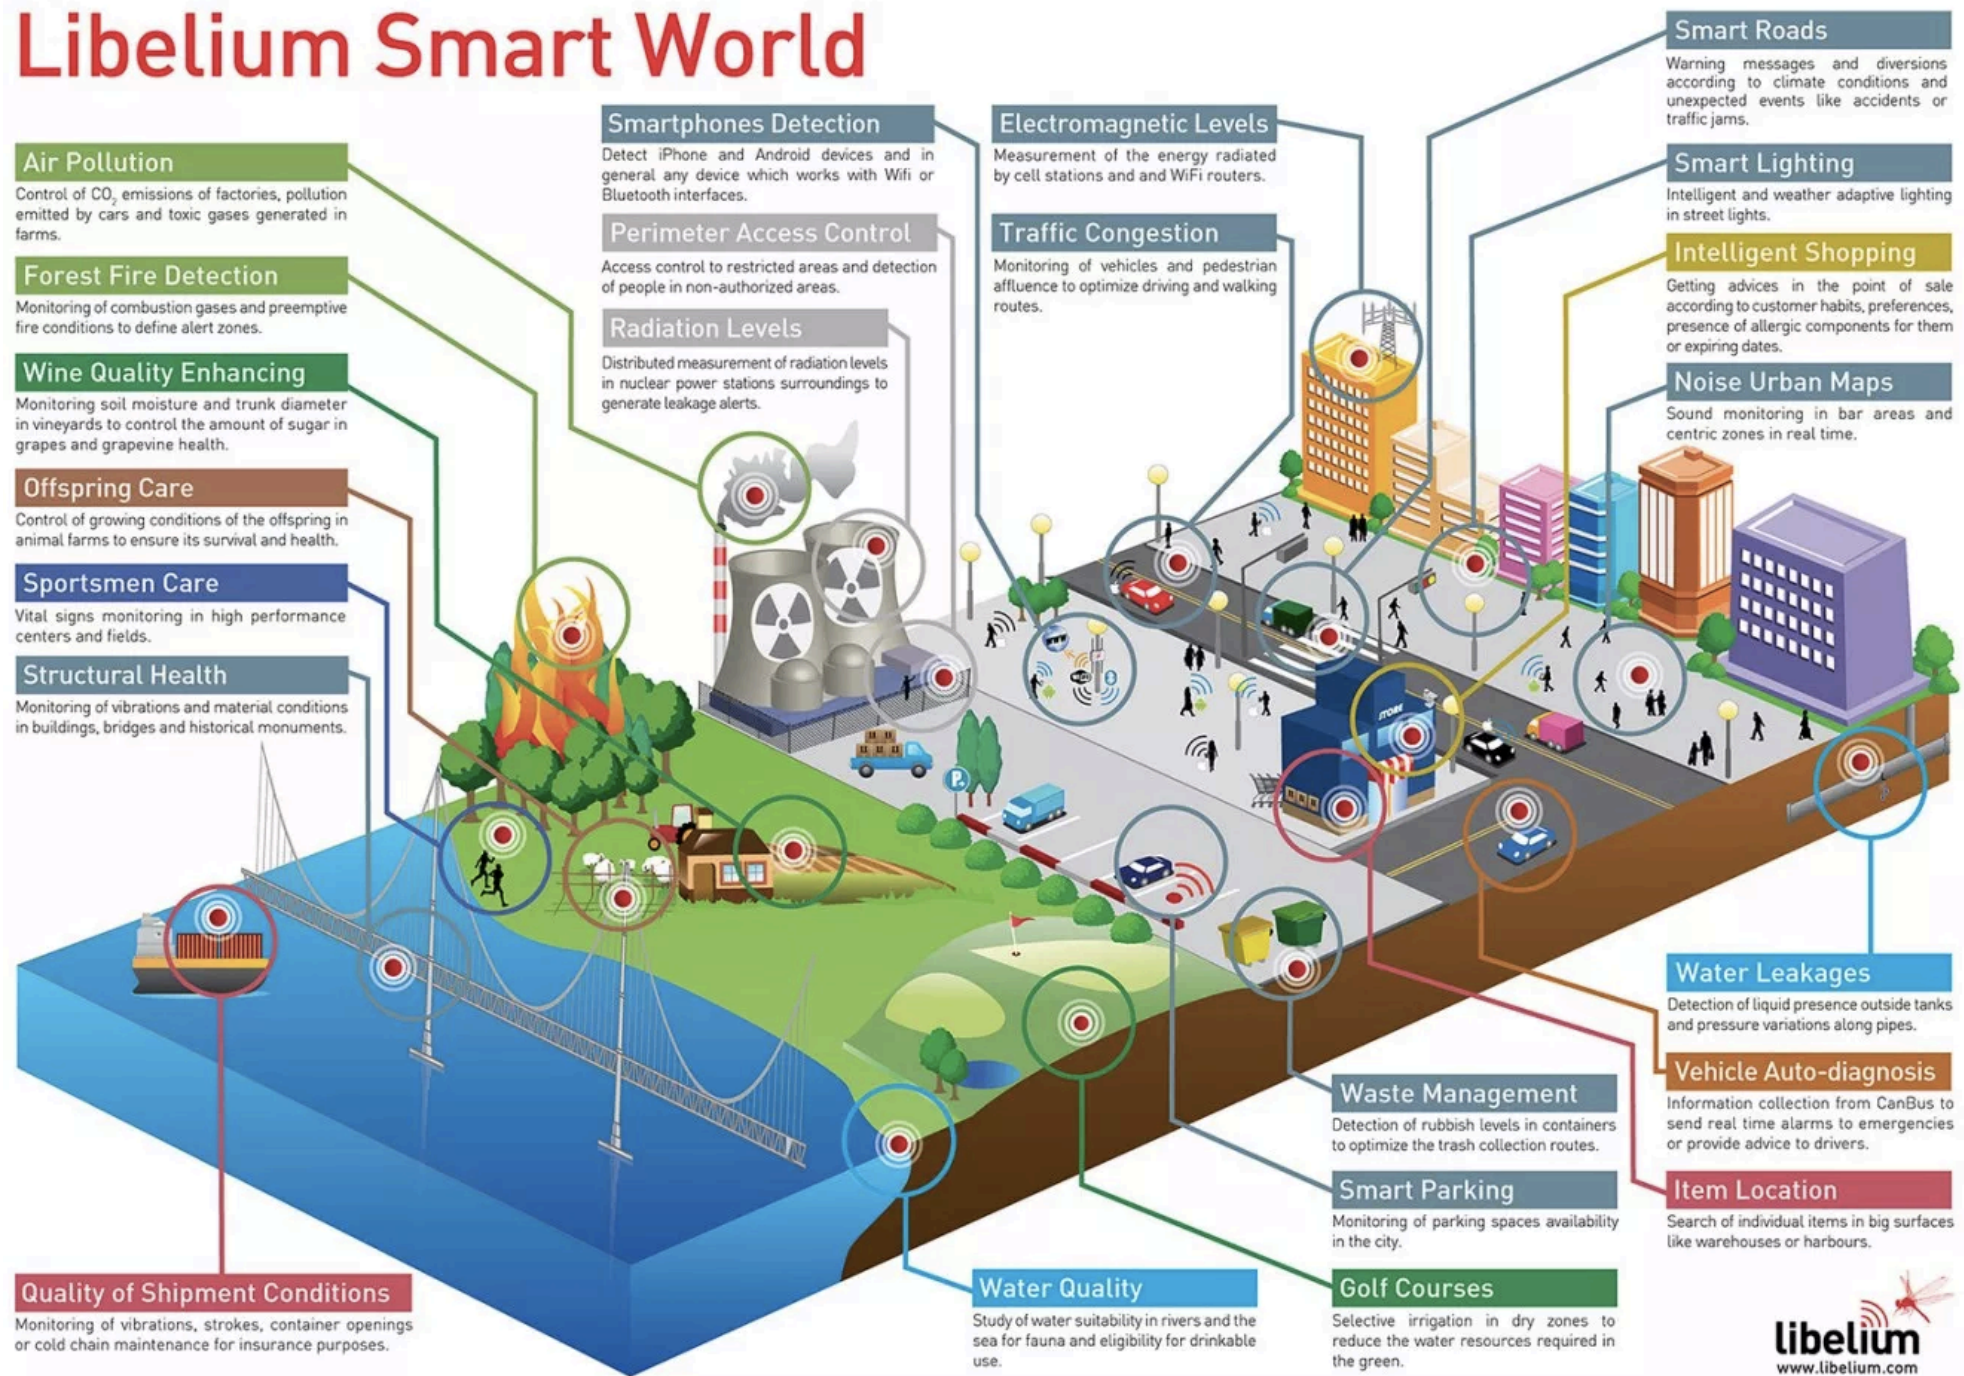 Libelium Smart World
Air Pollution
Control of CO2 emissions of factories, pollution
emitted by cars and toxic gases generated in
farms.
Forest Fire Detection
Monitoring of combustion gases and preemptive
fire conditions to define alert zones.
Wine Quality Enhancing
Monitoring soil moisture and trunk diameter
in vineyards to control the amount of sugar in
grapes and grapevine health.
Offspring Care
Control of growing conditions of the offspring in
animal farms to ensure its survival and health.
Sportsmen Care
Vital signs monitoring in high performance
centers and fields.
Structural Health
Monitoring of vibrations and material conditions
in buildings, bridges and historical monuments.
Quality of Shipment Conditions
Monitoring of vibrations, strokes, container openings
or cold chain maintenance for insurance purposes.
Smartphones Detection
Detect iPhone and Android devices and in
general any device which works with Wifi or
Bluetooth interfaces.
Perimeter Access Control
Access control to restricted areas and detection
of people in non-authorized areas.
Radiation Levels
Distributed measurement of radiation levels
in nuclear power stations surroundings to
generate leakage alerts.
Electromagnetic Levels
Measurement of the energy radiated
by cell stations and and WiFi routers.
Traffic Congestion
Monitoring of vehicles and pedestrian
affluence to optimize driving and walking
routes.
Smart Roads
Warning messages and diversions
according to climate conditions and
unexpected events like accidents or
traffic jams.
Smart Lighting
Intelligent and weather adaptive lighting
in street lights.
Intelligent Shopping
Getting advices in the point of sale
according to customer habits, preferences,
presence of allergic components for them
or expiring dates.
Noise Urban Maps
Sound monitoring in bar areas and
centric zones in real time.
STORE
P
Water Leakages
Detection of liquid presence outside tanks
and pressure variations along pipes.
Vehicle Auto-diagnosis
Information collection from CanBus to
send real time alarms to emergencies
or provide advice to drivers.
Item Location
Search of individual items in big surfaces
like warehouses or harbours.
Waste Management
Detection of rubbish levels in containers
to optimize the trash collection routes.
Smart Parking
Monitoring of parking spaces availability
in the city.
Golf Courses
Selective irrigation in dry zones to
reduce the water resources required in
the green.
Water Quality
Study of water suitability in rivers and the
sea for fauna and eligibility for drinkable
use.
libelium
www.libelium.com